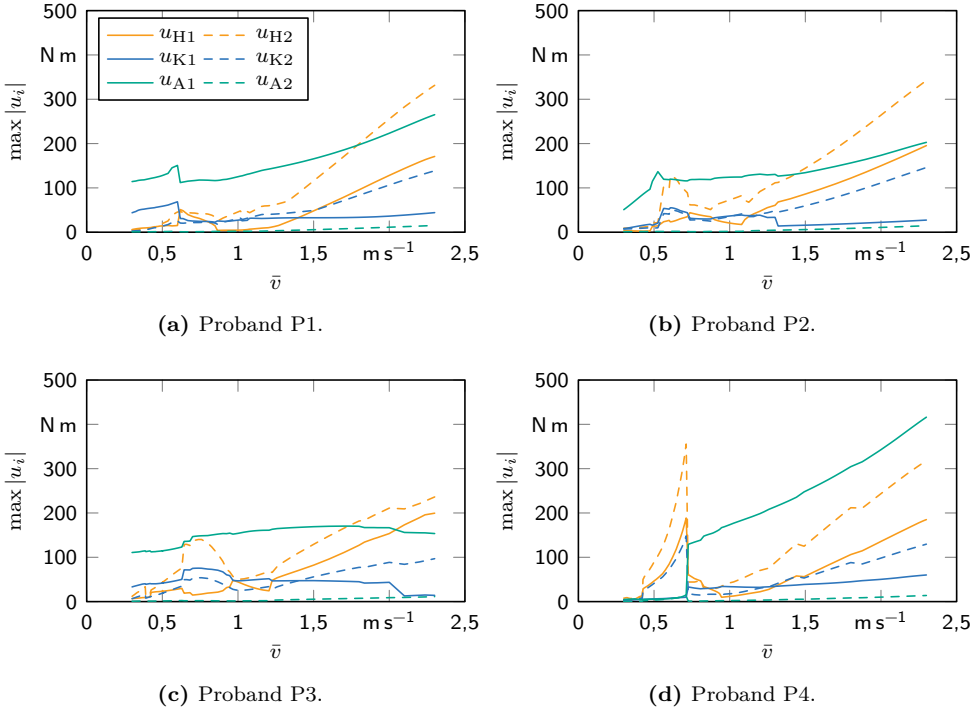 500
N m
300
200
100
0
max |u_i|
u_H1 u_H2
u_K1 u_K2
u_A1 u_A2
0 0,5 1 1,5 m s⁻¹ 2,5
v̄
(a) Proband P1.
500
N m
300
200
100
0
max |u_i|
0 0,5 1 1,5 m s⁻¹ 2,5
v̄
(b) Proband P2.
500
N m
300
200
100
0
max |u_i|
0 0,5 1 1,5 m s⁻¹ 2,5
v̄
(c) Proband P3.
500
N m
300
200
100
0
max |u_i|
0 0,5 1 1,5 m s⁻¹ 2,5
v̄
(d) Proband P4.